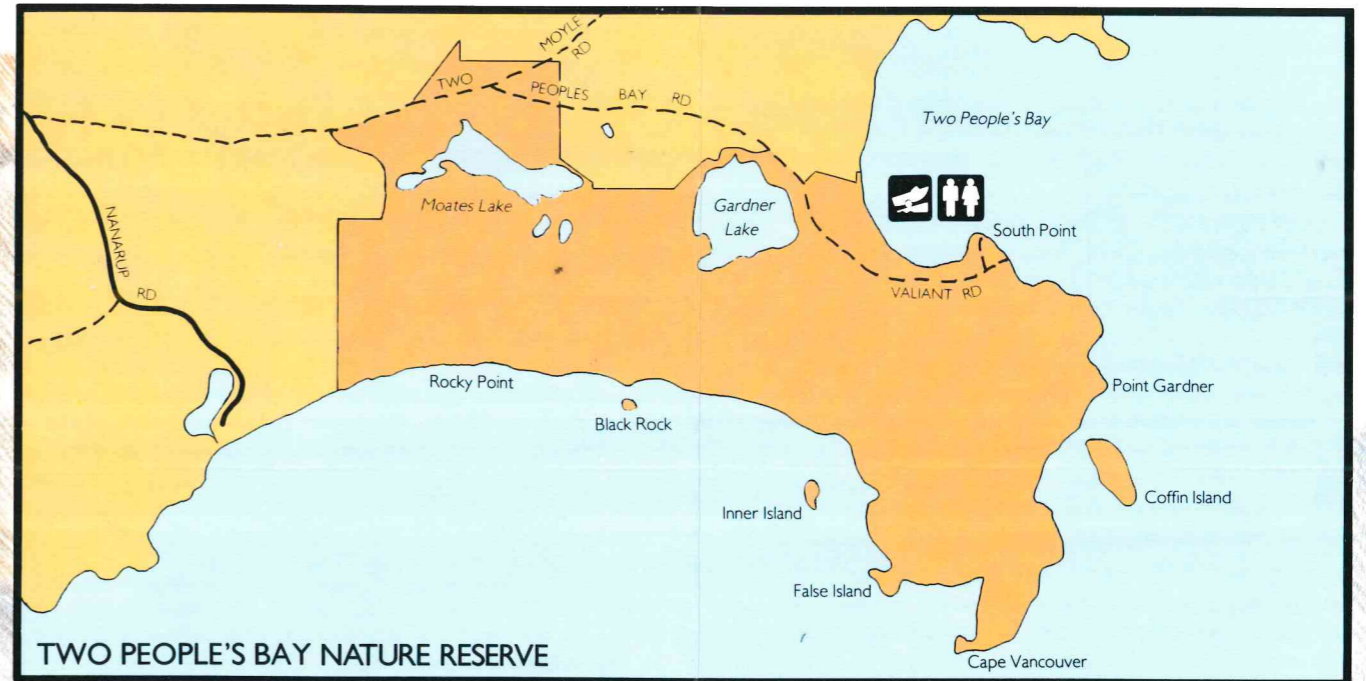 MOYLE
RD
TWO PEOPLES BAY RD
Two People's Bay
Moates Lake
Gardner
Lake
South Point
NANARUP
RD
VALIANT RD
Rocky Point
Point Gardner
Black Rock
Inner Island
Coffin Island
False Island
TWO PEOPLE'S BAY NATURE RESERVE
Cape Vancouver